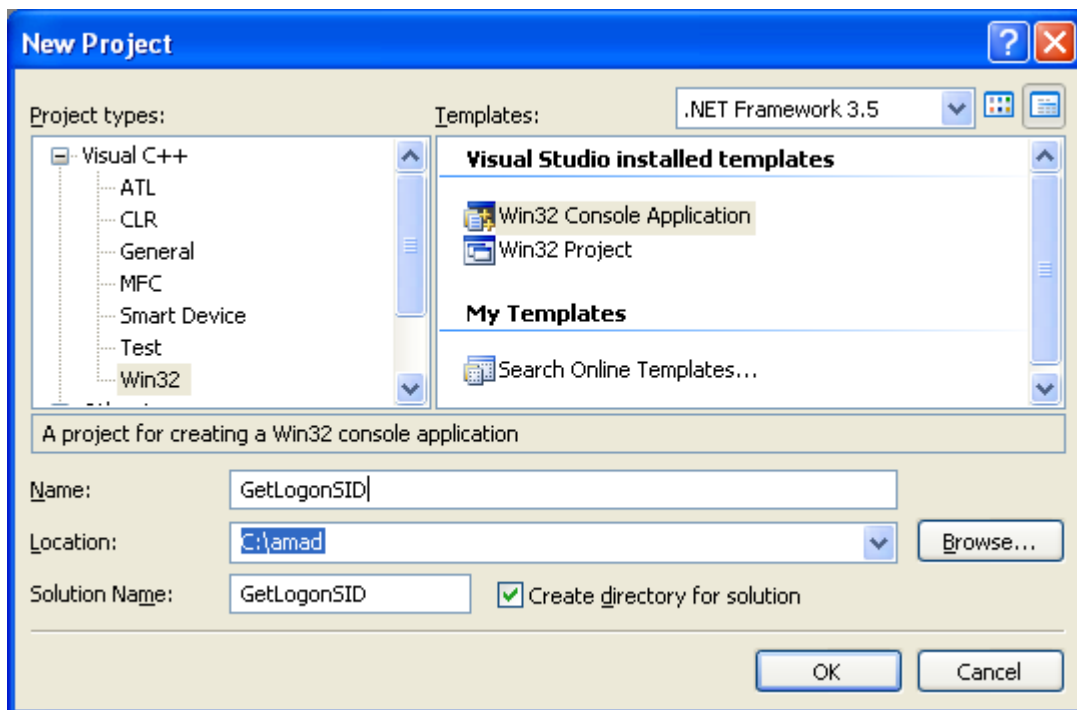 New Project
Project types:
Templates:
.NET Framework 3.5
Visual C++
ATL
CLR
General
MFC
Smart Device
Test
Win32
Visual Studio installed templates
Win32 Console Application
Win32 Project
My Templates
Search Online Templates...
A project for creating a Win32 console application
Name:
GetLogonSID
Location:
C:\amad
Browse...
Solution Name:
GetLogonSID
Create directory for solution
OK
Cancel